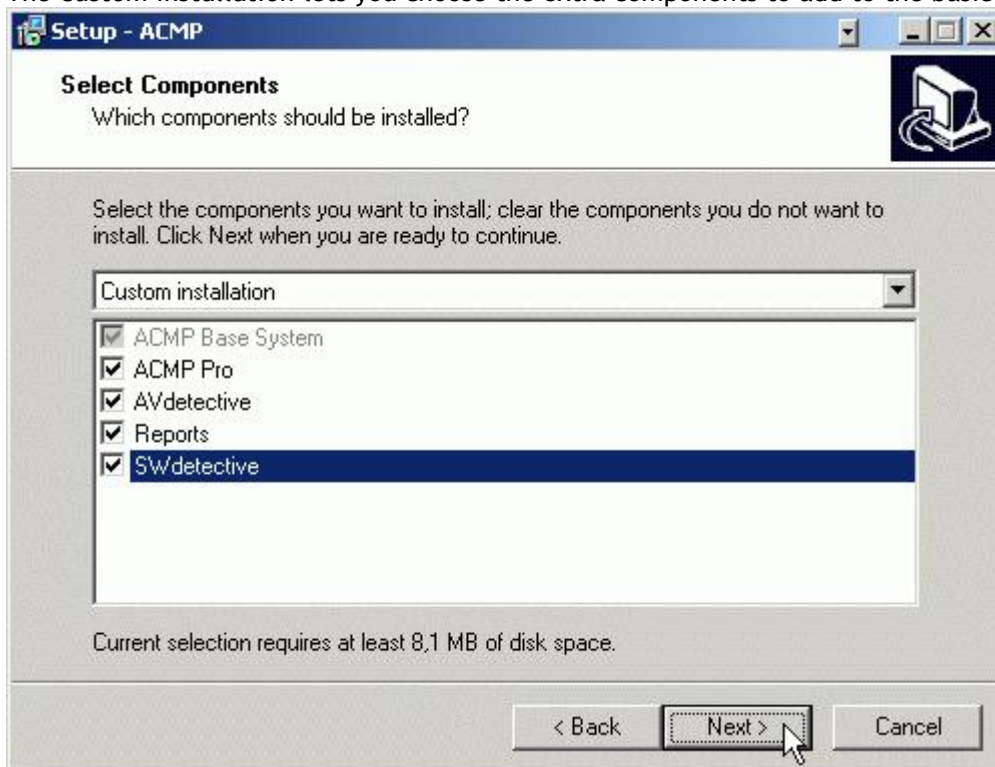 The Custom installation lets you choose the extra components to add to the basic
Setup - ACMP
Select Components
Which components should be installed?
Select the components you want to install; clear the components you do not want to
install. Click Next when you are ready to continue.
Custom installation
ACMP Base System
ACMP Pro
AVdetective
Reports
SWdetective
Current selection requires at least 8,1 MB of disk space.
< Back
Next >
Cancel